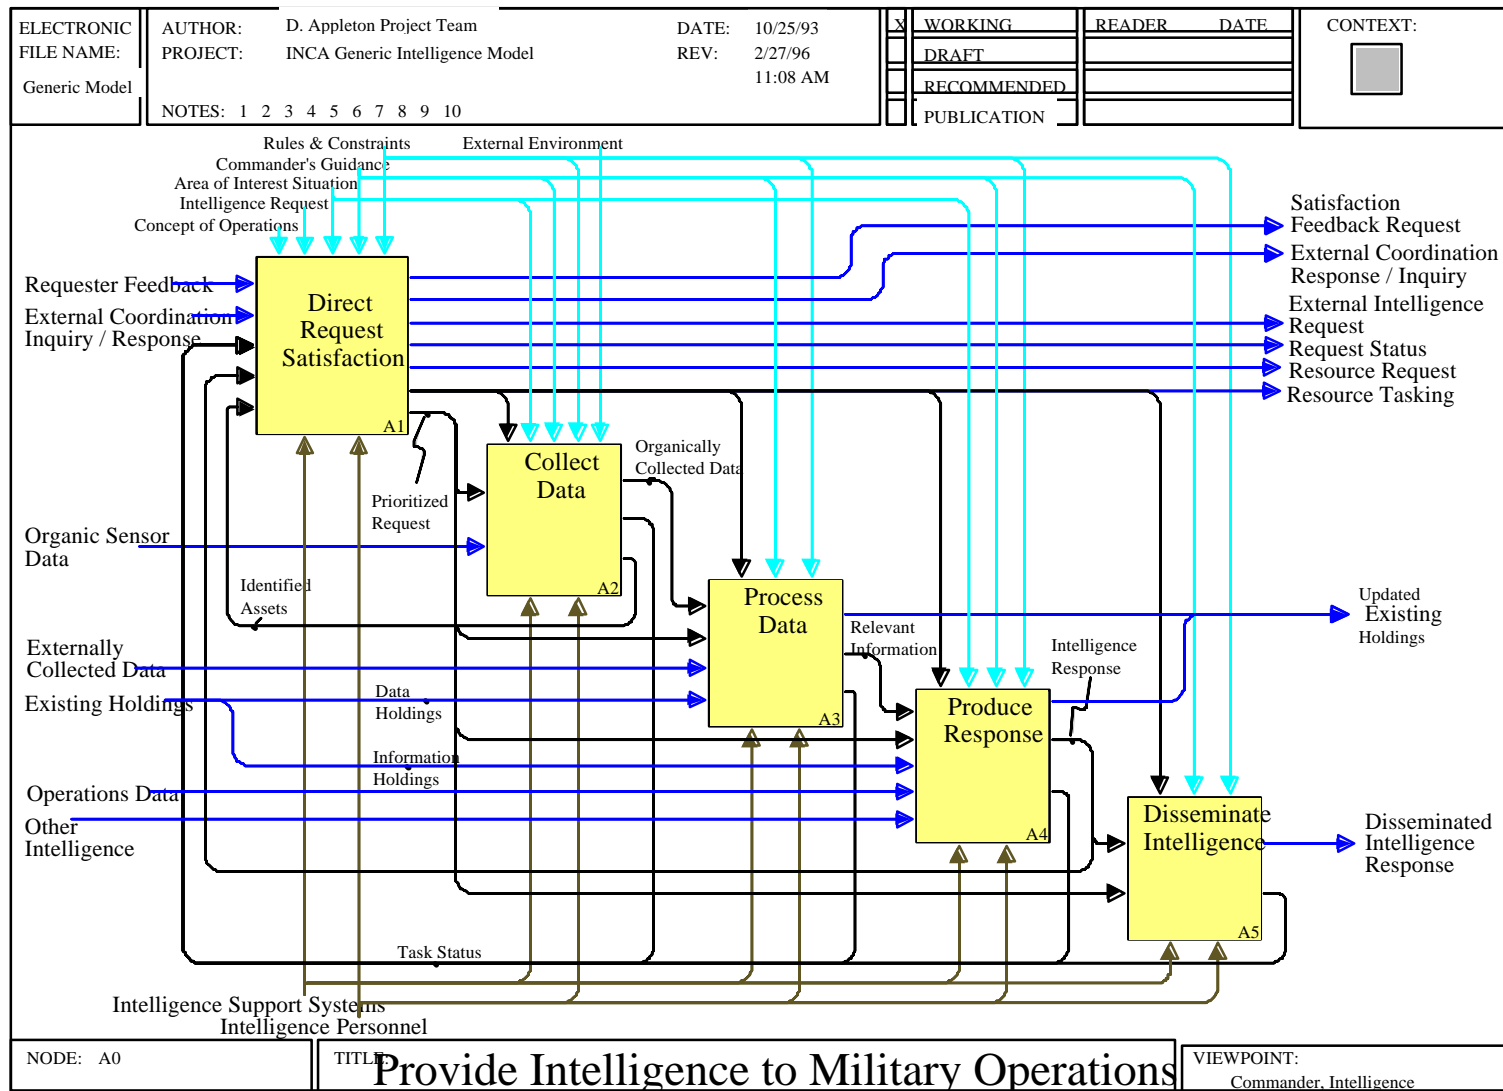 ELECTRONIC
FILE NAME:
Generic Model
AUTHOR: D. Appleton Project Team
PROJECT: INCA Generic Intelligence Model
DATE: 10/25/93
REV: 2/27/96
11:08 AM
NOTES: 1 2 3 4 5 6 7 8 9 10
X WORKING
DRAFT
RECOMMENDED
PUBLICATION
READER DATE
CONTEXT:
Rules & Constraints
Commander's Guidance
Area of Interest Situation
Intelligence Request
Concept of Operations
External Environment
Requester Feedback
External Coordination
Inquiry / Response
Direct
Request
Satisfaction
A1
Satisfaction
Feedback Request
External Coordination
Response / Inquiry
External Intelligence
Request
Request Status
Resource Request
Resource Tasking
Prioritized
Request
Collect
Data
A2
Organically
Collected Data
Organic Sensor
Data
Identified
Assets
Process
Data
A3
Relevant
Information
Externally
Collected Data
Existing Holdings
Data
Holdings
Information
Holdings
Intelligence
Response
Updated
Existing
Holdings
Produce
Response
A4
Operations Data
Other
Intelligence
Disseminate
Intelligence
A5
Disseminated
Intelligence
Response
Task Status
Intelligence Support Systems
Intelligence Personnel
NODE: A0
TITLE: Provide Intelligence to Military Operations
VIEWPOINT:
Commander, Intelligence